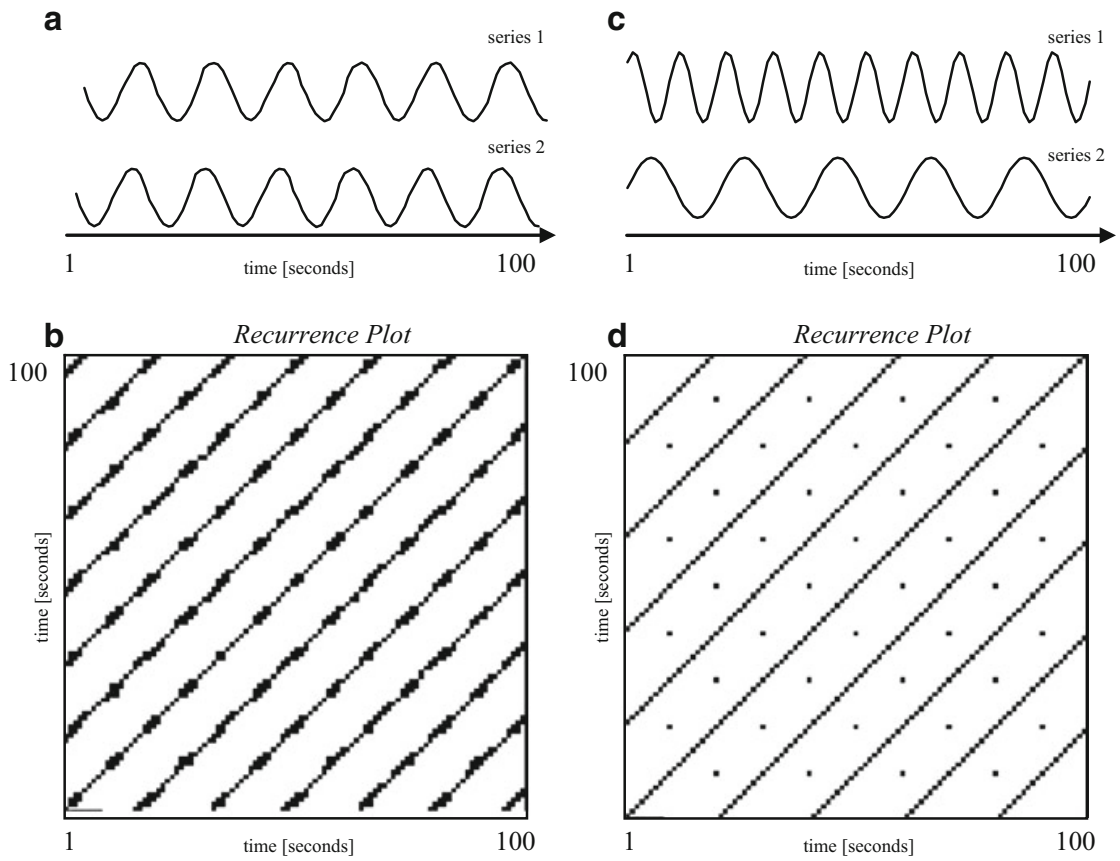 a
series 1
series 2
1
time [seconds]
100
b
Recurrence Plot
100
time [seconds]
1
time [seconds]
100
c
series 1
series 2
1
time [seconds]
100
d
Recurrence Plot
100
time [seconds]
1
time [seconds]
100